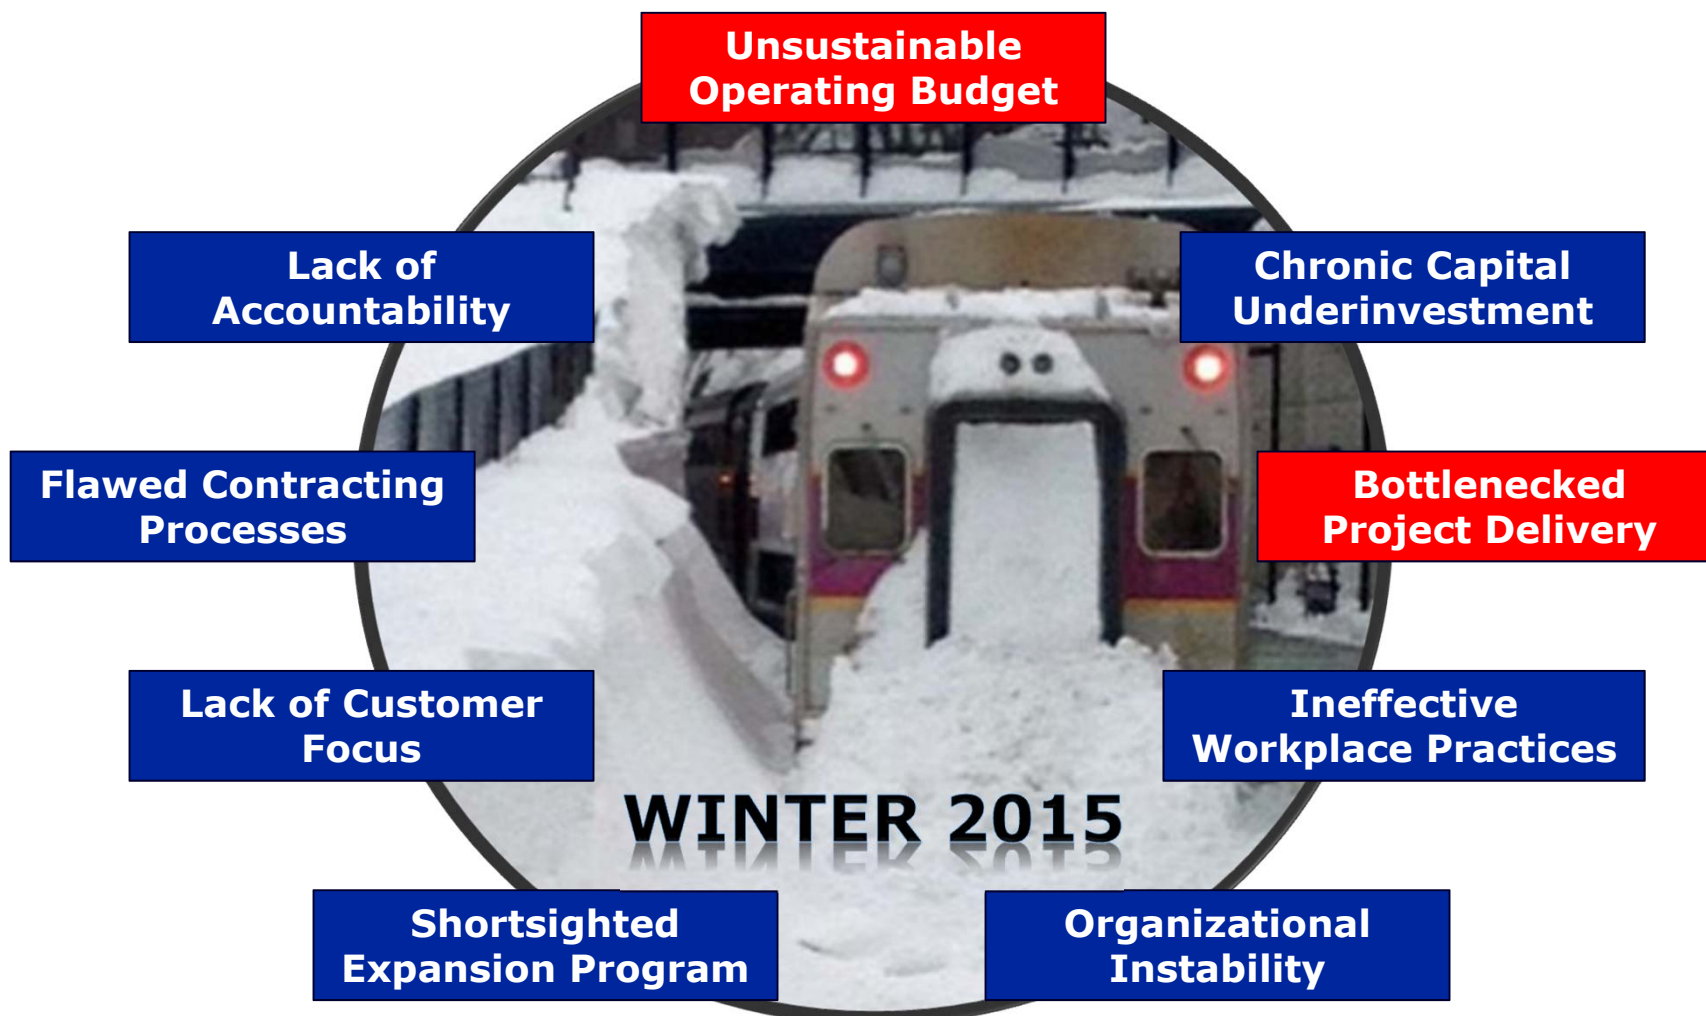 Unsustainable
Operating Budget
Lack of
Accountability
Chronic Capital
Underinvestment
Flawed Contracting
Processes
Bottlenecked
Project Delivery
Lack of Customer
Focus
Ineffective
Workplace Practices
WINTER 2015
Shortsighted
Expansion Program
Organizational
Instability